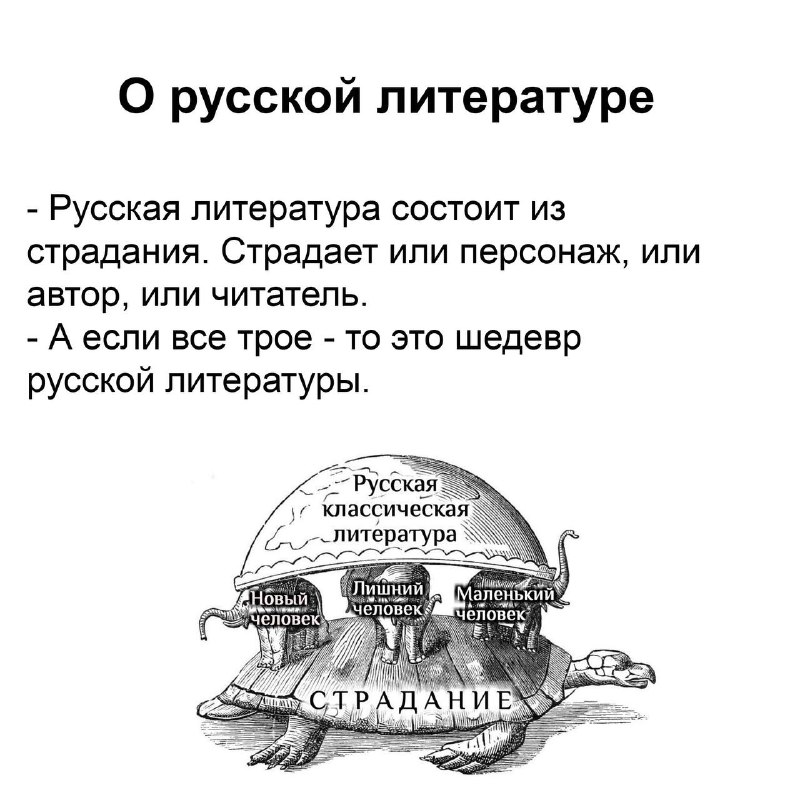 О русской литературе
- Русская литература состоит из
страдания. Страдает или персонаж, или
автор, или читатель.
- А если все трое - то это шедевр
русской литературы.
Русская
классическая
литература
Новый
человек
Лишний
человек
Маленький
человек
СТРАДАНИЕ